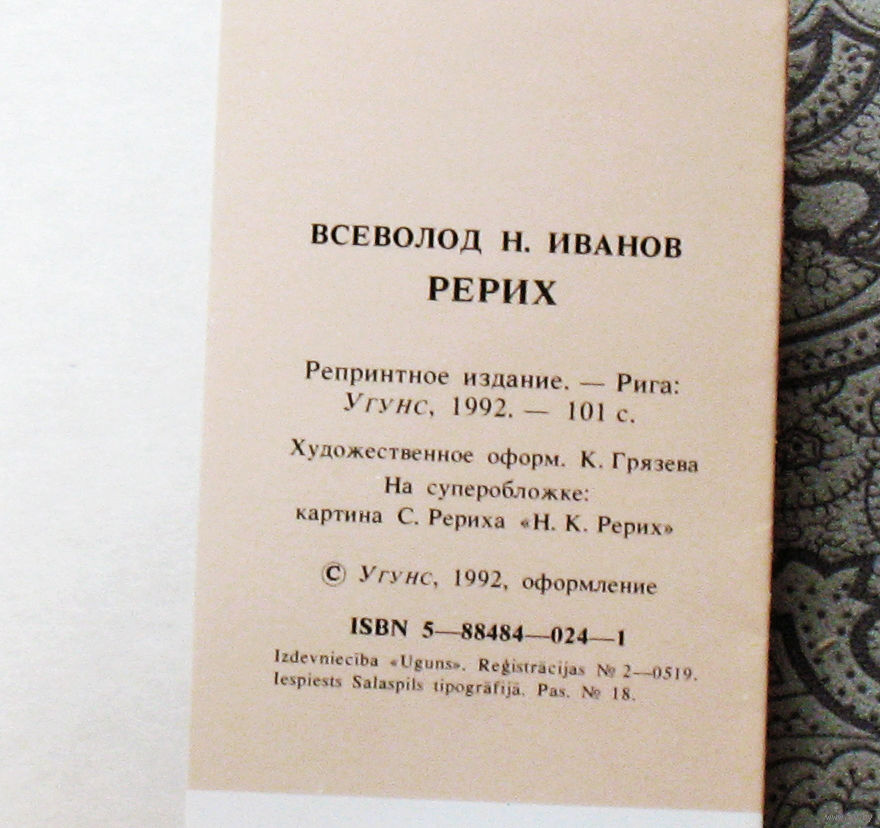 ВСЕВОЛОД Н. ИВАНОВ
РЕРИХ
Репринтное издание. — Рига:
Угунс, 1992. — 101 с.
Художественное оформ. К. Грязева
На суперобложке:
картина С. Рериха «Н. К. Рерих»
© Угунс, 1992, оформление
ISBN 5—88484—024—1
Izdevniecība «Uguns». Reģistrācijas № 2—0519.
Iespiests Salaspils tipogrāfijā. Pas. № 18.